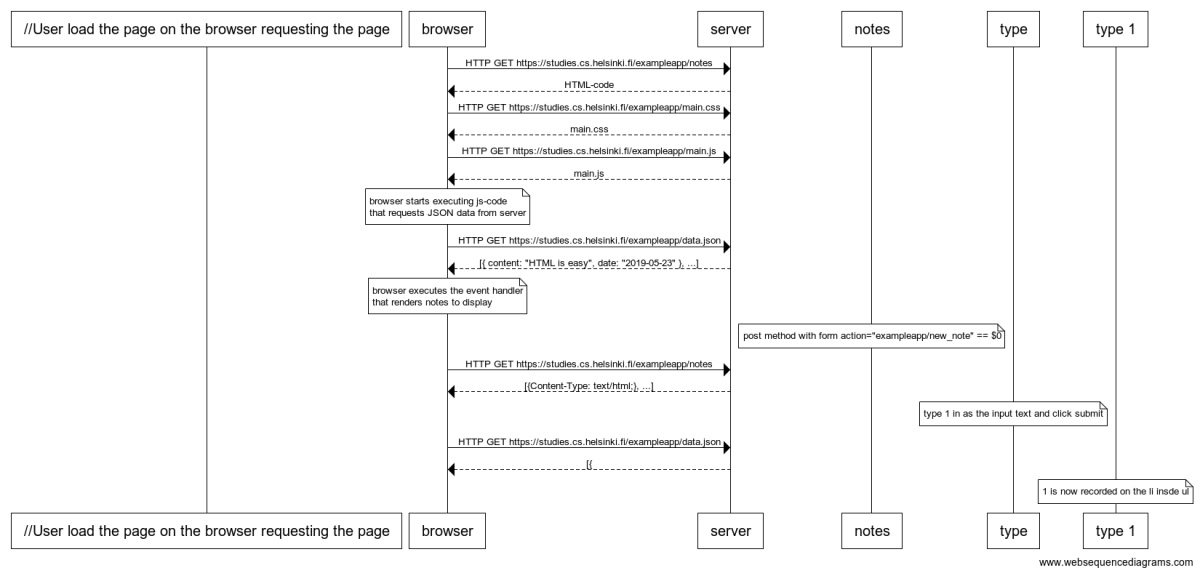 //User load the page on the browser requesting the page
browser
server
notes
type
type 1
HTTP GET https://studies.cs.helsinki.fi/exampleapp/notes
HTML-code
HTTP GET https://studies.cs.helsinki.fi/exampleapp/main.css
main.css
HTTP GET https://studies.cs.helsinki.fi/exampleapp/main.js
main.js
browser starts executing js-code
that requests JSON data from server
HTTP GET https://studies.cs.helsinki.fi/exampleapp/data.json
[{ content: "HTML is easy", date: "2019-05-23" }, ...]
browser executes the event handler
that renders notes to display
post method with form action="exampleapp/new_note" == $0
HTTP GET https://studies.cs.helsinki.fi/exampleapp/notes
[{Content-Type: text/html;}, ...]
type 1 in as the input text and click submit
HTTP GET https://studies.cs.helsinki.fi/exampleapp/data.json
[{
1 is now recorded on the li insde ul
//User load the page on the browser requesting the page
browser
server
notes
type
type 1
www.websequencediagrams.com